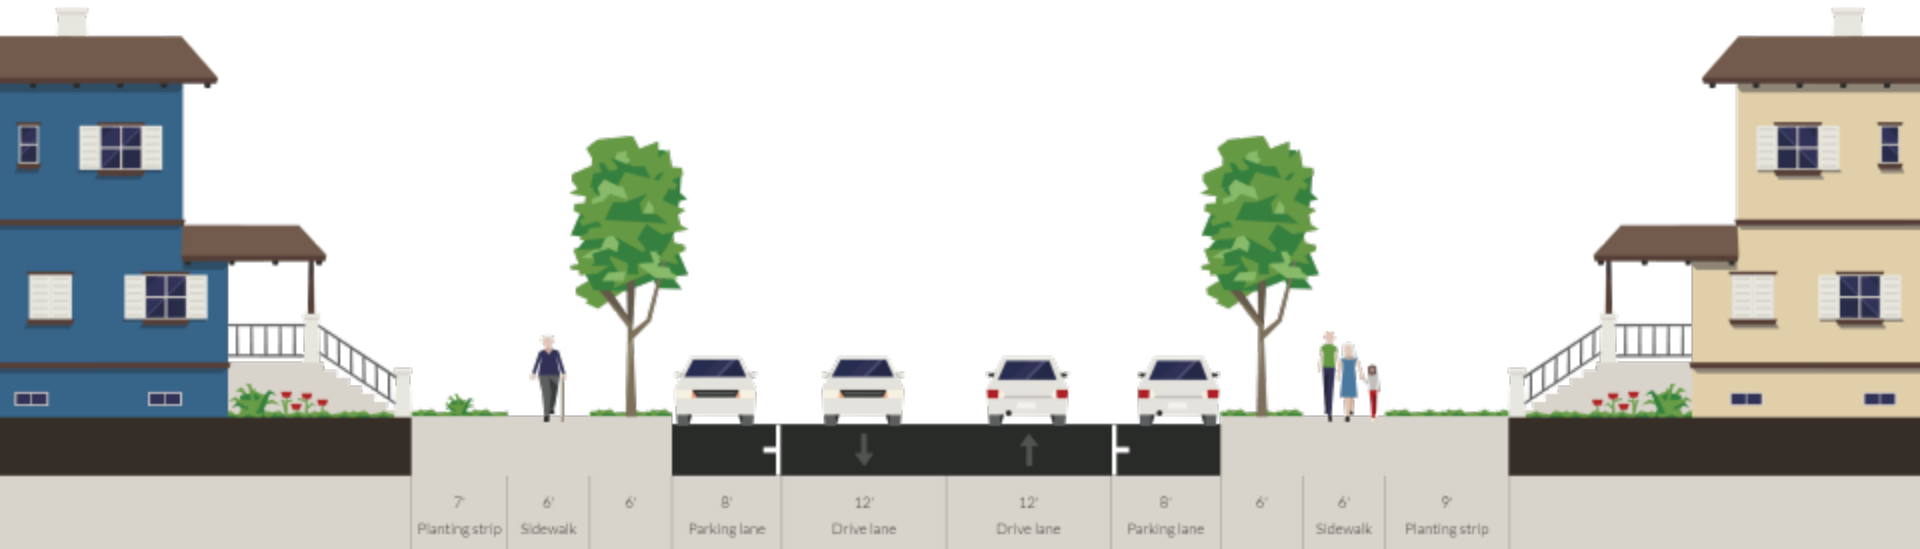 7' 6' 6' 8' 12' 12' 8' 6' 6' 9'
Planting strip Sidewalk Parking lane Drive lane Drive lane Parking lane Sidewalk Planting strip